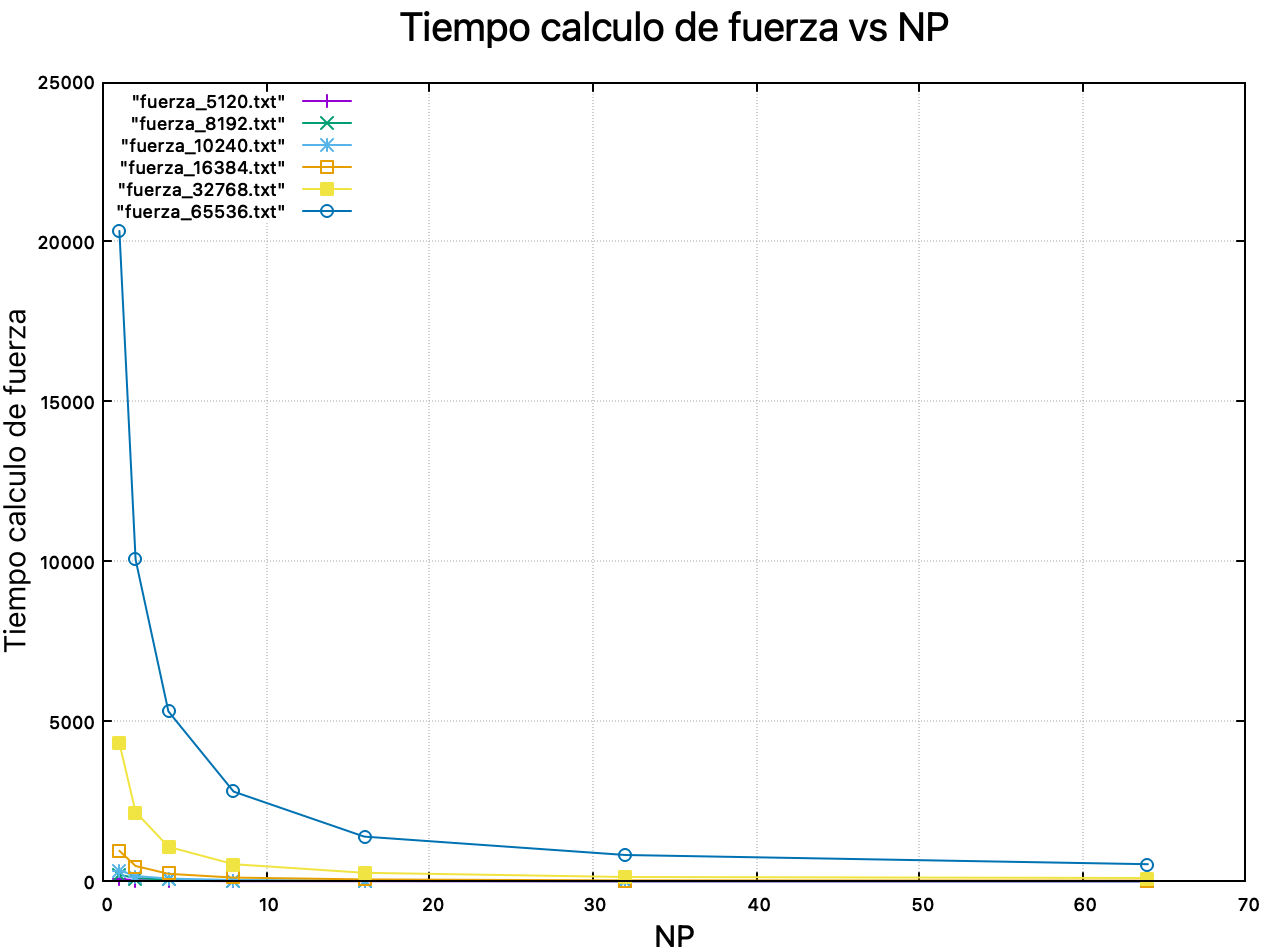 Tiempo calculo de fuerza vs NP
25000
"fuerza_5120.txt"
"fuerza_8192.txt"
"fuerza_10240.txt"
"fuerza_16384.txt"
"fuerza_32768.txt"
"fuerza_65536.txt"
20000
15000
10000
5000
0
Tiempo calculo de fuerza
0 10 20 30 40 50 60 70
NP